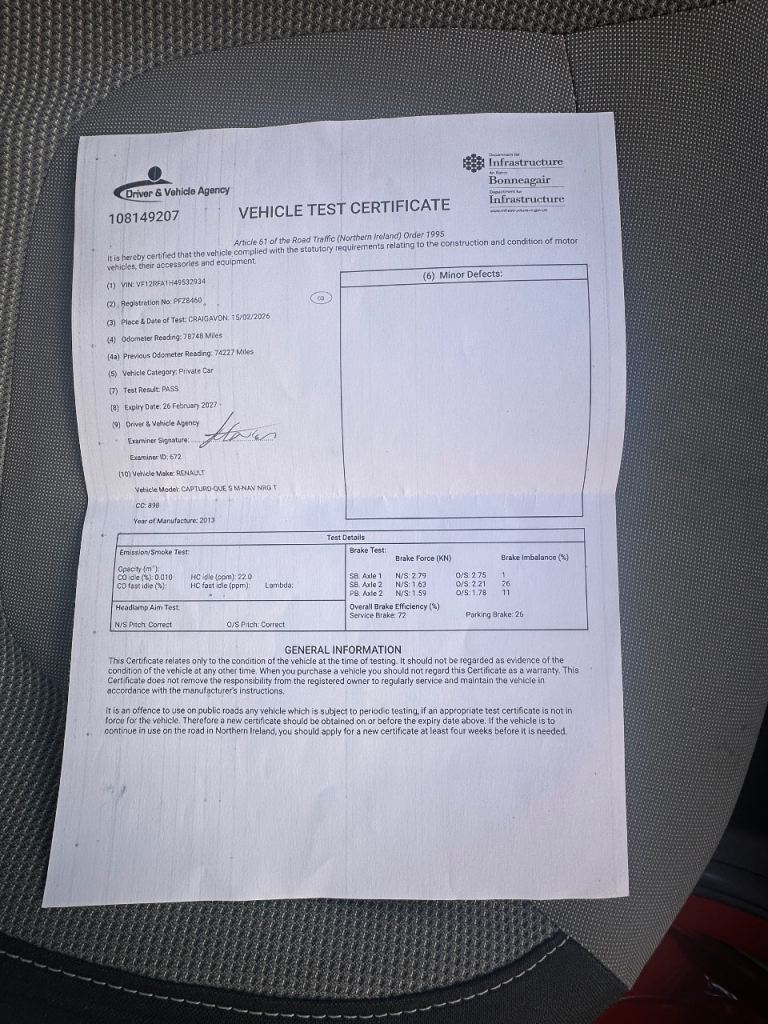 Driver & Vehicle Agency
Department for
Infrastructure
An Roinn
Bonneagair
Department for
Infrastructure
www.infrastructure-ni.gov.uk
108149207
VEHICLE TEST CERTIFICATE
Article 61 of the Road Traffic (Northern Ireland) Order 1995
It is hereby certified that the vehicle complied with the statutory requirements relating to the construction and condition of motor
vehicles, their accessories and equipment.
(1) VIN: VF12RFA1H49532934
(2) Registration No: PFZ8460
GB
(3) Place & Date of Test: CRAIGAVON: 15/02/2026
(4) Odometer Reading: 78748 Miles
(4a) Previous Odometer Reading: 74227 Miles
(5) Vehicle Category: Private Car
(6) Minor Defects:
(7) Test Result: PASS
(8) Expiry Date: 26 February 2027
(9) Driver & Vehicle Agency
Examiner Signature:
Examiner ID: 672
(10) Vehicle Make: RENAULT
Vehicle Model: CAPTURD-QUE S M-NAV NRG T
CC: 898
Year of Manufacture: 2013
Test Details
Emission/Smoke Test:
Opacity (m⁻¹):
CO idle (%): 0.010 HC idle (ppm): 22.0
CO fast idle (%): HC fast idle (ppm): Lambda:
Headlamp Aim Test:
N/S Pitch: Correct O/S Pitch: Correct
Brake Test:
Brake Force (KN) Brake Imbalance (%)
SB. Axle 1 N/S: 2.79 O/S: 2.75 1
SB. Axle 2 N/S: 1.63 O/S: 2.21 26
PB. Axle 2 N/S: 1.59 O/S: 1.78 11
Overall Brake Efficiency (%)
Service Brake: 72 Parking Brake: 26
GENERAL INFORMATION
This Certificate relates only to the condition of the vehicle at the time of testing. It should not be regarded as evidence of the
condition of the vehicle at any other time. When you purchase a vehicle you should not regard this Certificate as a warranty. This
Certificate does not remove the responsibility from the registered owner to regularly service and maintain the vehicle in
accordance with the manufacturer's instructions.
It is an offence to use on public roads any vehicle which is subject to periodic testing, if an appropriate test certificate is not in
force for the vehicle. Therefore a new certificate should be obtained on or before the expiry date above. If the vehicle is to
continue in use on the road in Northern Ireland, you should apply for a new certificate at least four weeks before it is needed.